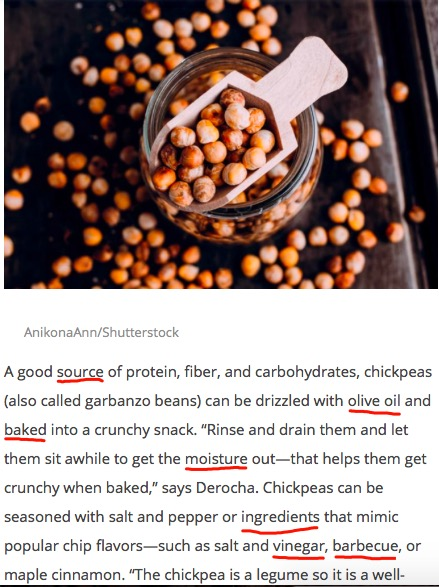 AnikonaAnn/Shutterstock
A good source of protein, fiber, and carbohydrates, chickpeas
(also called garbanzo beans) can be drizzled with olive oil and
baked into a crunchy snack. “Rinse and drain them and let
them sit awhile to get the moisture out—that helps them get
crunchy when baked,” says Derocha. Chickpeas can be
seasoned with salt and pepper or ingredients that mimic
popular chip flavors—such as salt and vinegar, barbecue, or
maple cinnamon. “The chickpea is a legume so it is a well-